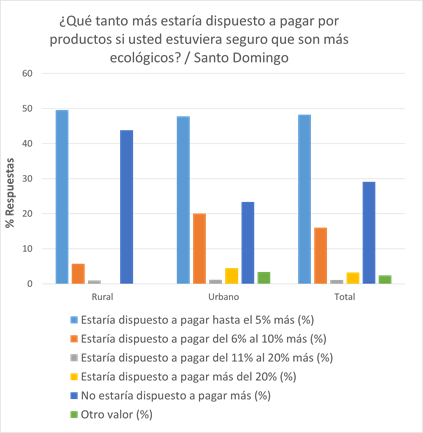 ¿Qué tanto más estaría dispuesto a pagar por
productos si usted estuviera seguro que son más
ecológicos? / Santo Domingo
% Respuestas
60
50
40
30
20
10
0
Rural
Urbano
Total
Estaría dispuesto a pagar hasta el 5% más (%)
Estaría dispuesto a pagar del 6% al 10% más (%)
Estaría dispuesto a pagar del 11% al 20% más (%)
Estaría dispuesto a pagar más del 20% (%)
No estaría dispuesto a pagar más (%)
Otro valor (%)